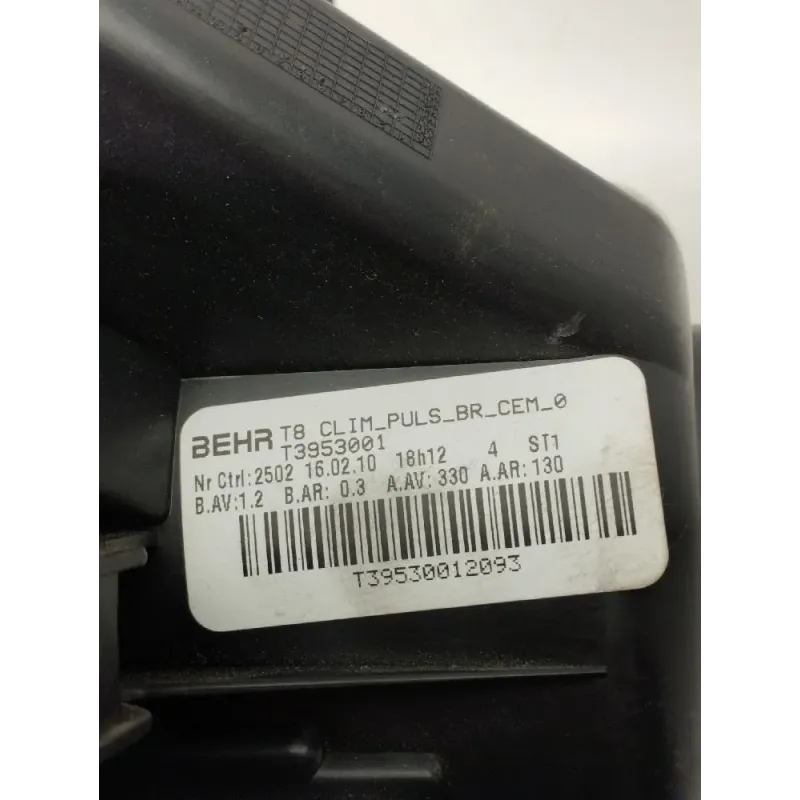 BEHR T8 CLIM_PULS_BR_CEM_0
T3953001
Nr Ctrl:2502 16.02.10 18h12 4 ST1
B.AV:1.2 B.AR: 0.3 A.AV: 330 A.AR: 130
T39530012093